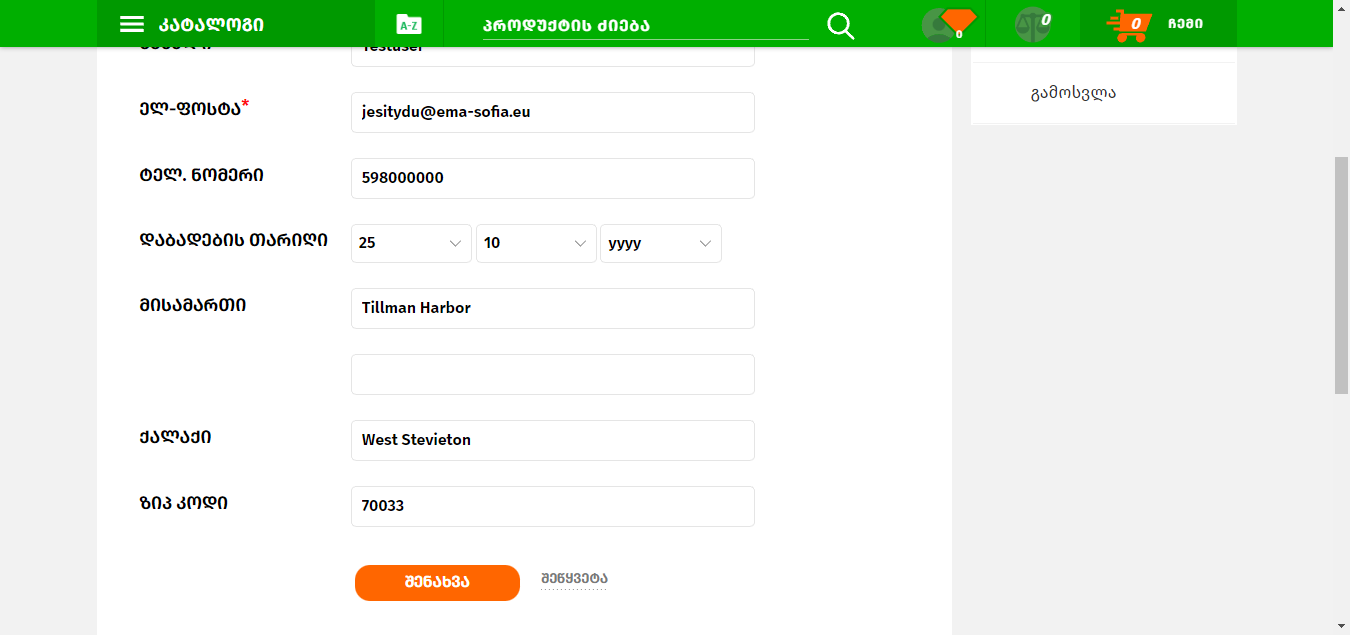 კატალოგი
A-Z
პროდუქტის ძიება
0
0
0
ჩემი
Testuser
გამოსვლა
ელ-ფოსტა*
jesitydu@ema-sofia.eu
ტელ. ნომერი
598000000
დაბადების თარიღი
25
10
yyyy
მისამართი
Tillman Harbor
ქალაქი
West Stevieton
ზიპ კოდი
70033
შენახვა
შეწყვეტა